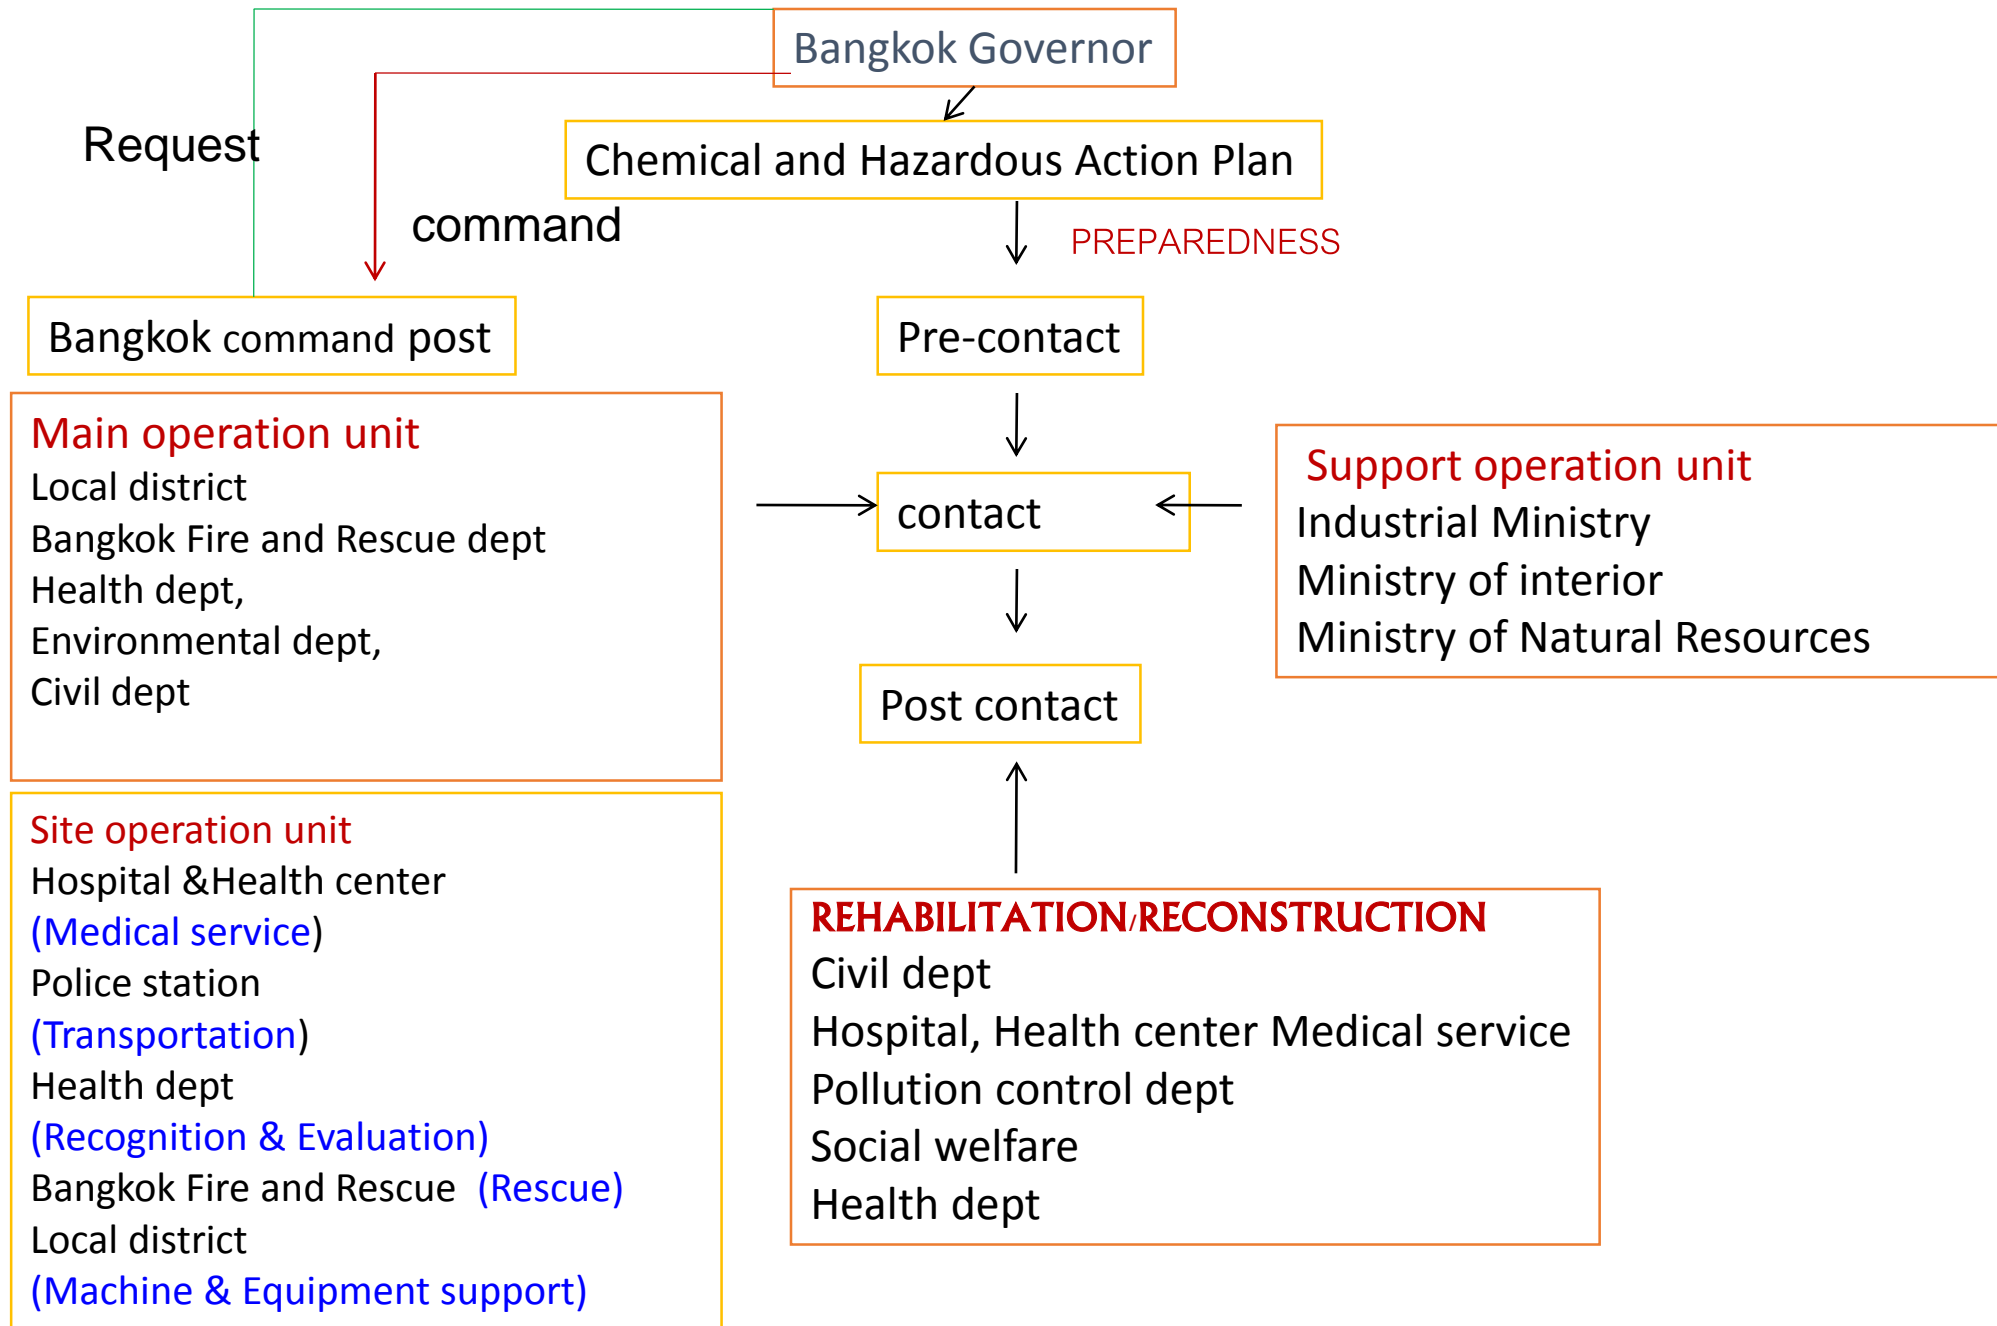 Bangkok Governor
Request
Chemical and Hazardous Action Plan
command
PREPAREDNESS
Bangkok command post
Pre-contact
Main operation unit
Local district
Bangkok Fire and Rescue dept
Health dept,
Environmental dept,
Civil dept
contact
Support operation unit
Industrial Ministry
Ministry of interior
Ministry of Natural Resources
Post contact
Site operation unit
Hospital &Health center
(Medical service)
Police station
(Transportation)
Health dept
(Recognition & Evaluation)
Bangkok Fire and Rescue (Rescue)
Local district
(Machine & Equipment support)
REHABILITATION/RECONSTRUCTION
Civil dept
Hospital, Health center Medical service
Pollution control dept
Social welfare
Health dept